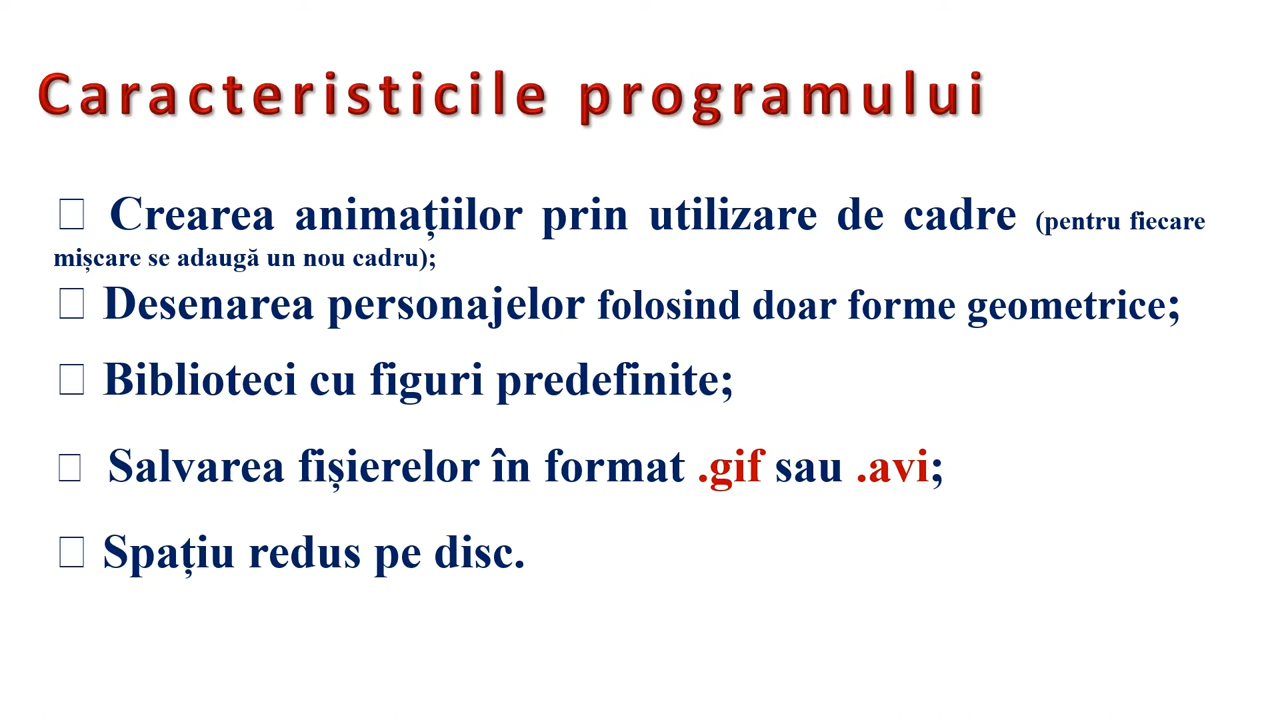 Caracteristicile programului
Crearea animațiilor prin utilizare de cadre (pentru fiecare
mișcare se adaugă un nou cadru);
Desenarea personajelor folosind doar forme geometrice;
Biblioteci cu figuri predefinite;
Salvarea fișierelor în format .gif sau .avi;
Spațiu redus pe disc.